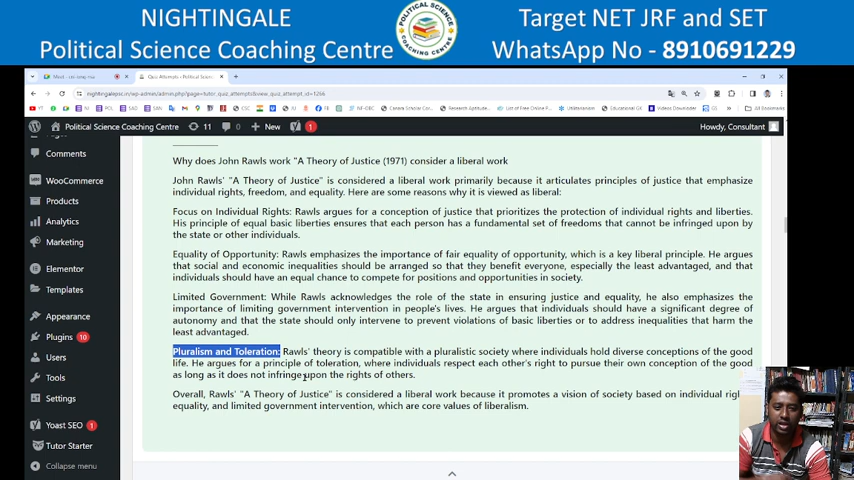 NIGHTINGALE
Political Science Coaching Centre
POLITICAL SCIENCE
COACHING CENTRE
Target NET JRF and SET
WhatsApp No - 8910691229
nightingalepsc.in/wp-admin/admin.php?page=tutor_quiz_attempts&view_quiz_attempt_id=1266
Political Science Coaching Centre
11
0
New
1
Howdy, Consultant
Comments
WooCommerce
Products
Analytics
Marketing
Elementor
Templates
Appearance
Plugins 10
Users
Tools
Settings
Yoast SEO 1
Tutor Starter
Collapse menu
Why does John Rawls work "A Theory of Justice (1971) consider a liberal work
John Rawls' "A Theory of Justice" is considered a liberal work primarily because it articulates principles of justice that emphasize
individual rights, freedom, and equality. Here are some reasons why it is viewed as liberal:
Focus on Individual Rights: Rawls argues for a conception of justice that prioritizes the protection of individual rights and liberties.
His principle of equal basic liberties ensures that each person has a fundamental set of freedoms that cannot be infringed upon by
the state or other individuals.
Equality of Opportunity: Rawls emphasizes the importance of fair equality of opportunity, which is a key liberal principle. He argues
that social and economic inequalities should be arranged so that they benefit everyone, especially the least advantaged, and that
individuals should have an equal chance to compete for positions and opportunities in society.
Limited Government: While Rawls acknowledges the role of the state in ensuring justice and equality, he also emphasizes the
importance of limiting government intervention in people's lives. He argues that individuals should have a significant degree of
autonomy and that the state should only intervene to prevent violations of basic liberties or to address inequalities that harm the
least advantaged.
Pluralism and Toleration: Rawls' theory is compatible with a pluralistic society where individuals hold diverse conceptions of the good
life. He argues for a principle of toleration, where individuals respect each other's right to pursue their own conception of the good
as long as it does not infringe upon the rights of others.
Overall, Rawls' "A Theory of Justice" is considered a liberal work because it promotes a vision of society based on individual
equality, and limited government intervention, which are core values of liberalism.